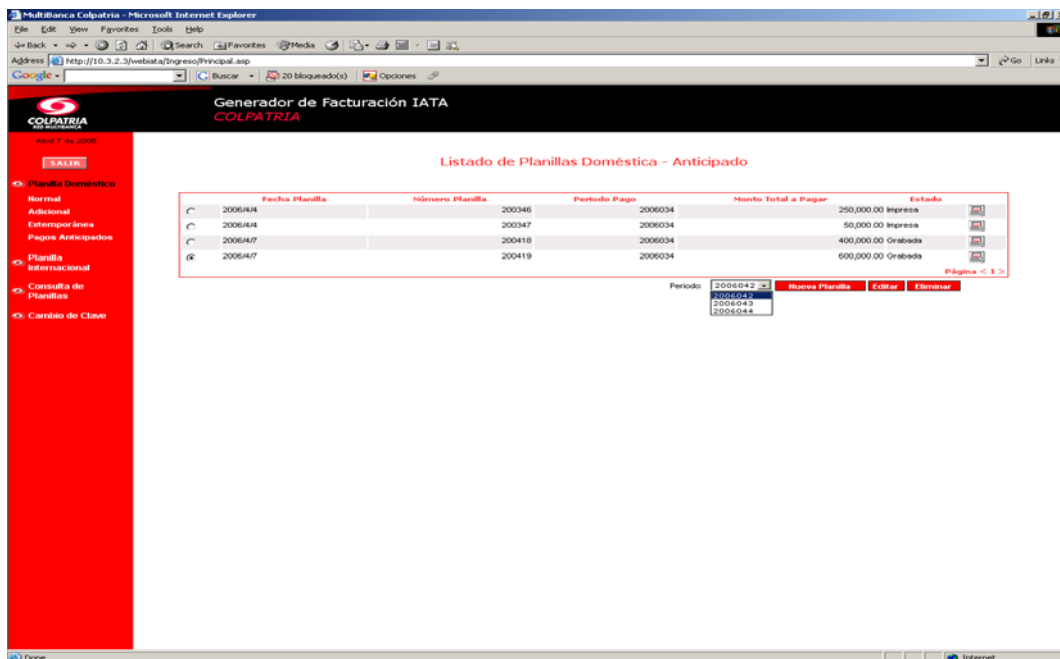 MultiBanca Colpatria - Microsoft Internet Explorer
File Edit View Favorites Tools Help
Back Search Favorites Media
Address http://10.3.2.3/webiata/Ingreso/Principal.asp Go Links
Google Buscar 20 bloqueado(s) Opciones
COLPATRIA
RED MULTIBANCA
Generador de Facturación IATA
COLPATRIA
Abril 7 de 2006
SALIR
Planilla Doméstico
Normal
Adicional
Extemporánea
Pagos Anticipados
Planilla
Internacional
Consulta de
Planillas
Cambio de Clave
Listado de Planillas Doméstica - Anticipado
Fecha Planilla Número Planilla Periodo Pago Monto Total a Pagar Estado
2006/4/4 200346 2006034 250,000.00 Impresa
2006/4/4 200347 2006034 50,000.00 Impresa
2006/4/7 200418 2006034 400,000.00 Grabada
2006/4/7 200419 2006034 600,000.00 Grabada
Página < 1 >
Periodo: 2006042 Nueva Planilla Editar Eliminar
2006042
2006043
2006044
Done Internet